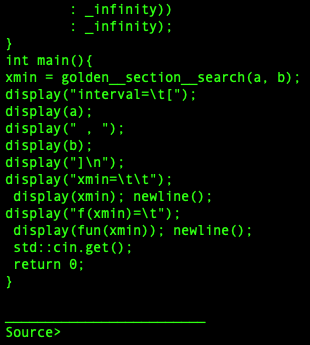 : _infinity))
: _infinity);
}
int main(){
xmin = golden__section__search(a, b);
display("interval=\t[");
display(a);
display(" , ");
display(b);
display("]\n");
display("xmin=\t\t");
display(xmin); newline();
display("f(xmin)=\t");
display(fun(xmin)); newline();
std::cin.get();
return 0;
}
Source>